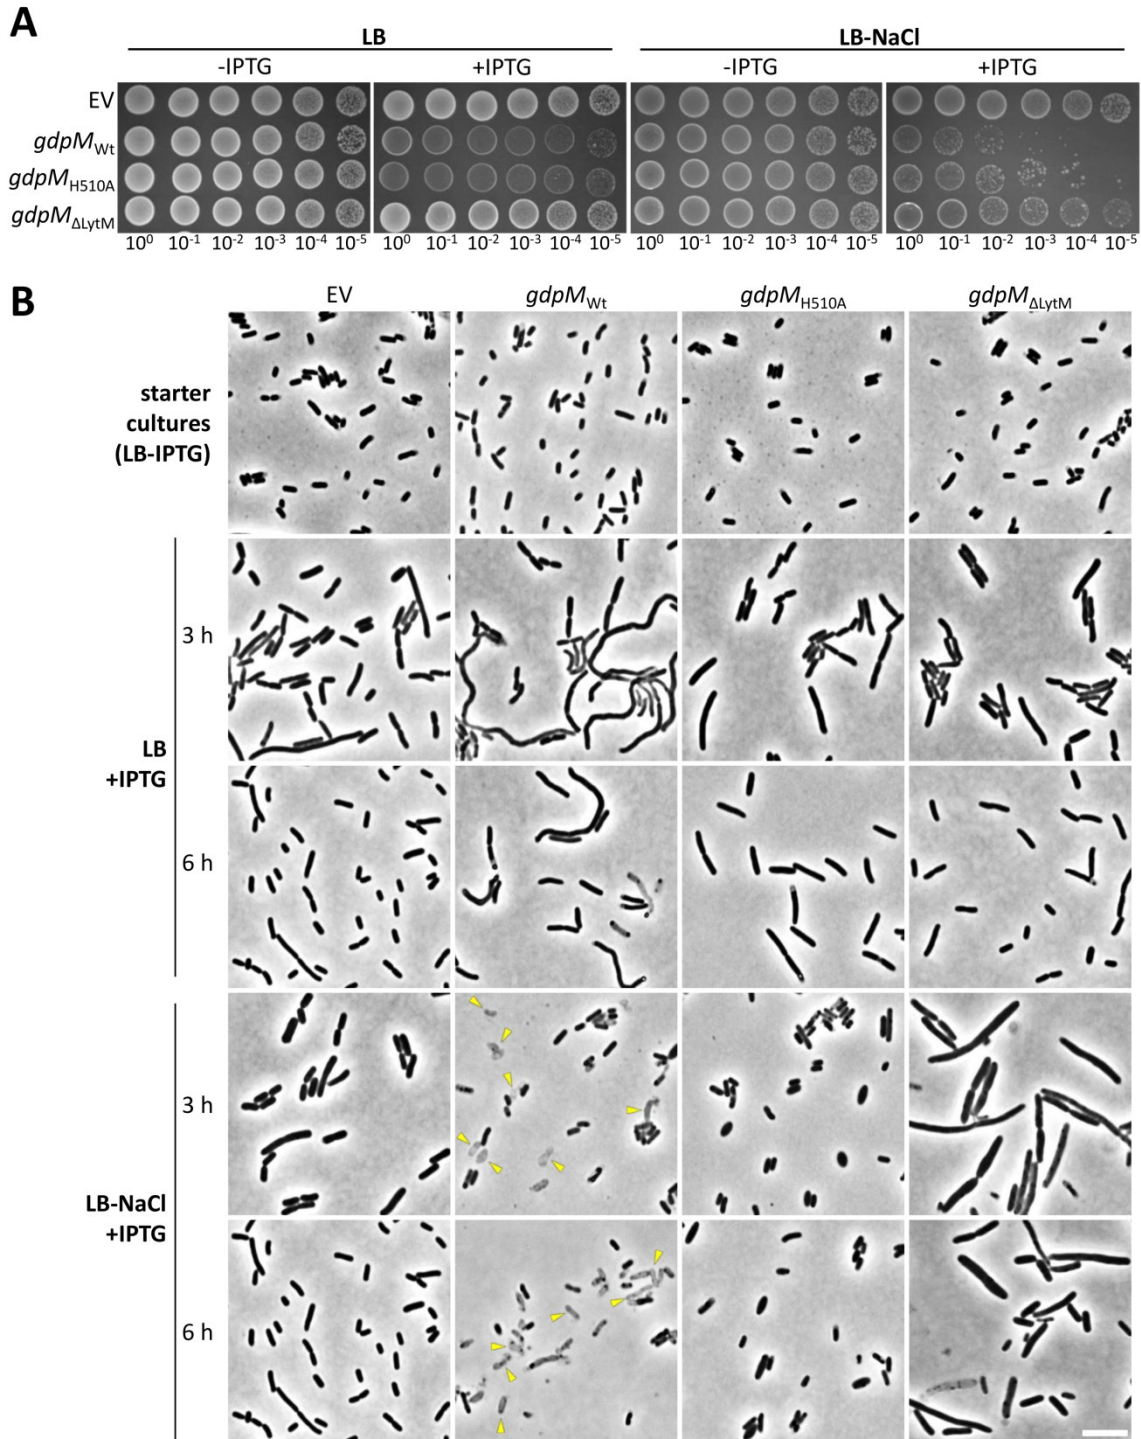 A
LB LB-NaCl
-IPTG +IPTG -IPTG +IPTG
EV
gdpMWt
gdpMH510A
gdpMΔLytM
10⁰ 10⁻¹ 10⁻² 10⁻³ 10⁻⁴ 10⁻⁵ 10⁰ 10⁻¹ 10⁻² 10⁻³ 10⁻⁴ 10⁻⁵ 10⁰ 10⁻¹ 10⁻² 10⁻³ 10⁻⁴ 10⁻⁵ 10⁰ 10⁻¹ 10⁻² 10⁻³ 10⁻⁴ 10⁻⁵
B
EV gdpMWt gdpMH510A gdpMΔLytM
starter
cultures
(LB-IPTG)
3 h
LB
+IPTG
6 h
3 h
LB-NaCl
+IPTG
6 h